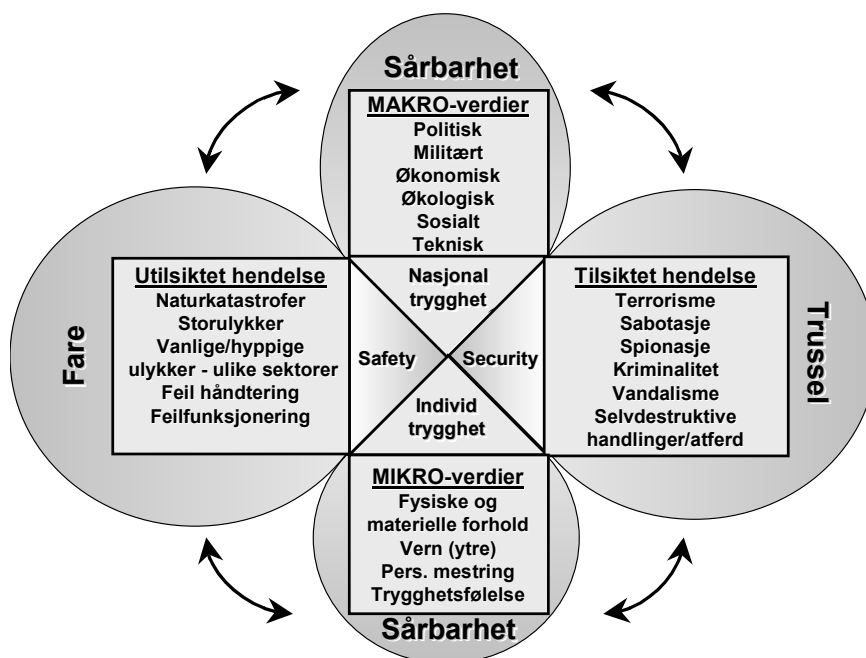 Sårbarhet
MAKRO-verdier
Politisk
Militært
Økonomisk
Økologisk
Sosialt
Teknisk
Fare
Utilsiktet hendelse
Naturkatastrofer
Storulykker
Vanlige/hyppige
ulykker - ulike sektorer
Feil håndtering
Feilfunksjonering
Nasjonal
trygghet
Safety
Security
Individ
trygghet
Tilsiktet hendelse
Terrorisme
Sabotasje
Spionasje
Kriminalitet
Vandalisme
Selvdestruktive
handlinger/atferd
Trussel
MIKRO-verdier
Fysiske og
materielle forhold
Vern (ytre)
Pers. mestring
Trygghetsfølelse
Sårbarhet